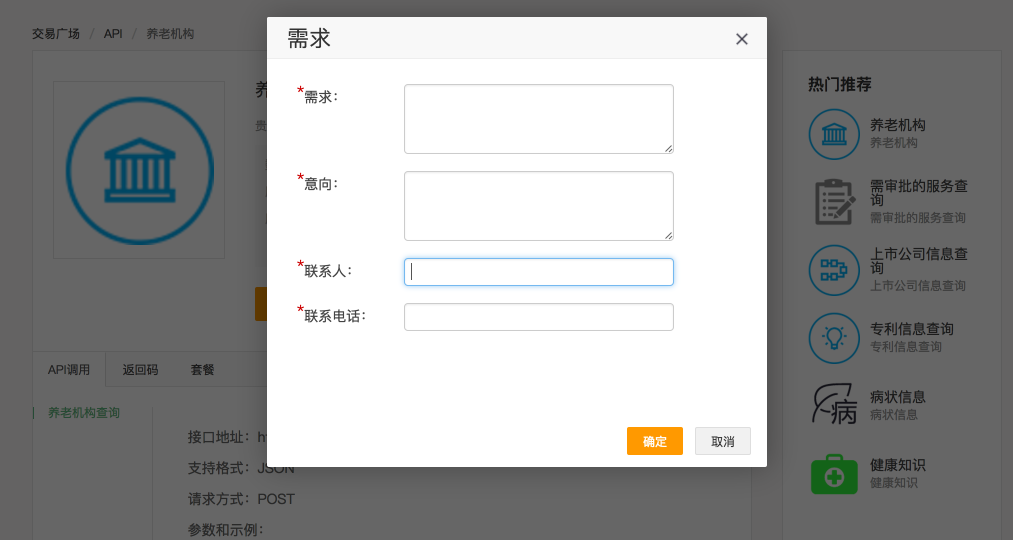 交易广场 / API / 养老机构
需求
×
*需求：
*意向：
*联系人：
*联系电话：
确定
取消
养
贵
API调用
返回码
套餐
养老机构查询
接口地址：h
支持格式：JSON
请求方式：POST
参数和示例：
热门推荐
养老机构
养老机构
需审批的服务查
询
需审批的服务查询
上市公司信息查
询
上市公司信息查询
专利信息查询
专利信息查询
病
病状信息
病状信息
健康知识
健康知识